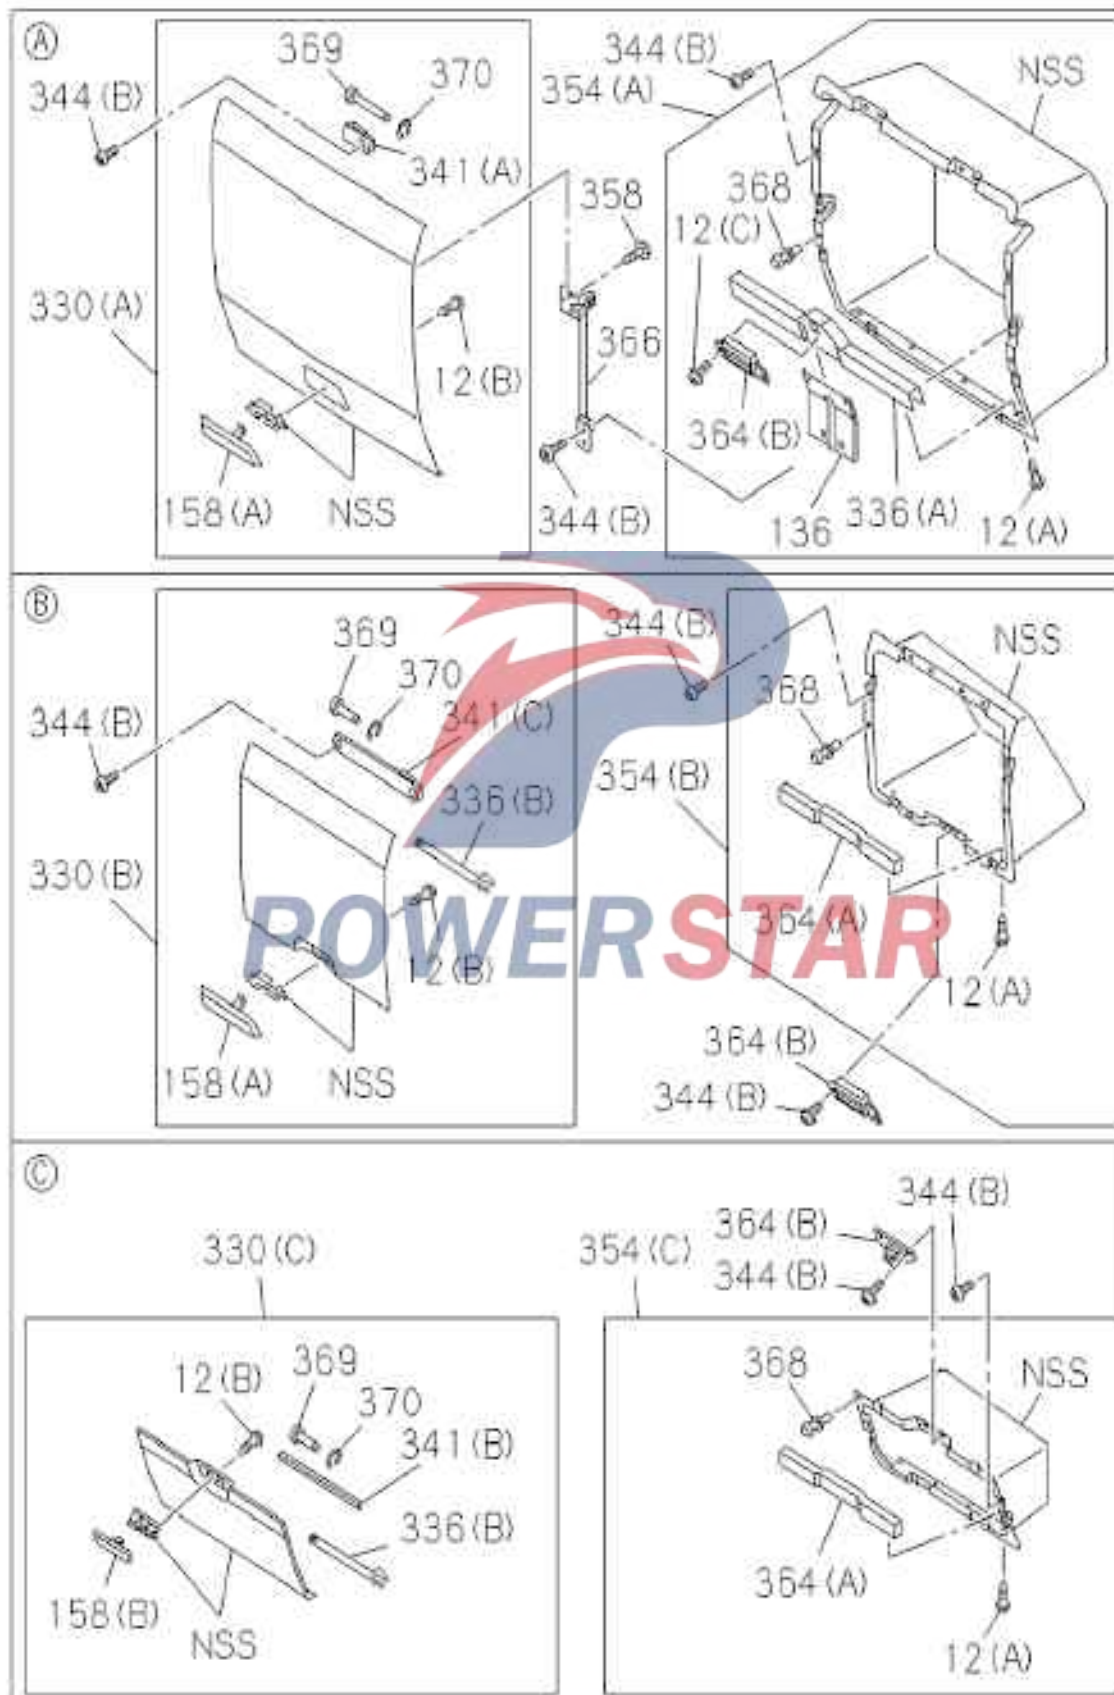 A
369
344 (B)
370
344 (B)
354 (A)
NSS
341 (A)
358
368
12 (C)
330 (A)
366
12 (B)
364 (B)
158 (A)
NSS
344 (B)
136
336 (A)
12 (A)
B
369
344 (B)
NSS
370
368
344 (B)
341 (C)
354 (B)
336 (B)
330 (B)
364 (A)
POWERSTAR
12 (B)
12 (A)
364 (B)
158 (A)
NSS
344 (B)
C
344 (B)
364 (B)
330 (C)
354 (C)
344 (B)
369
12 (B)
368
NSS
370
341 (B)
336 (B)
364 (A)
158 (B)
NSS
12 (A)